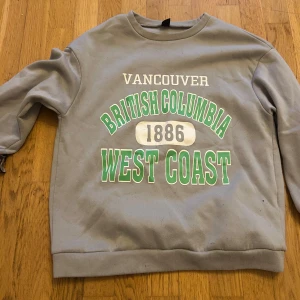 VANCOUVER
BRITISH COLUMBIA
1886
WEST COAST